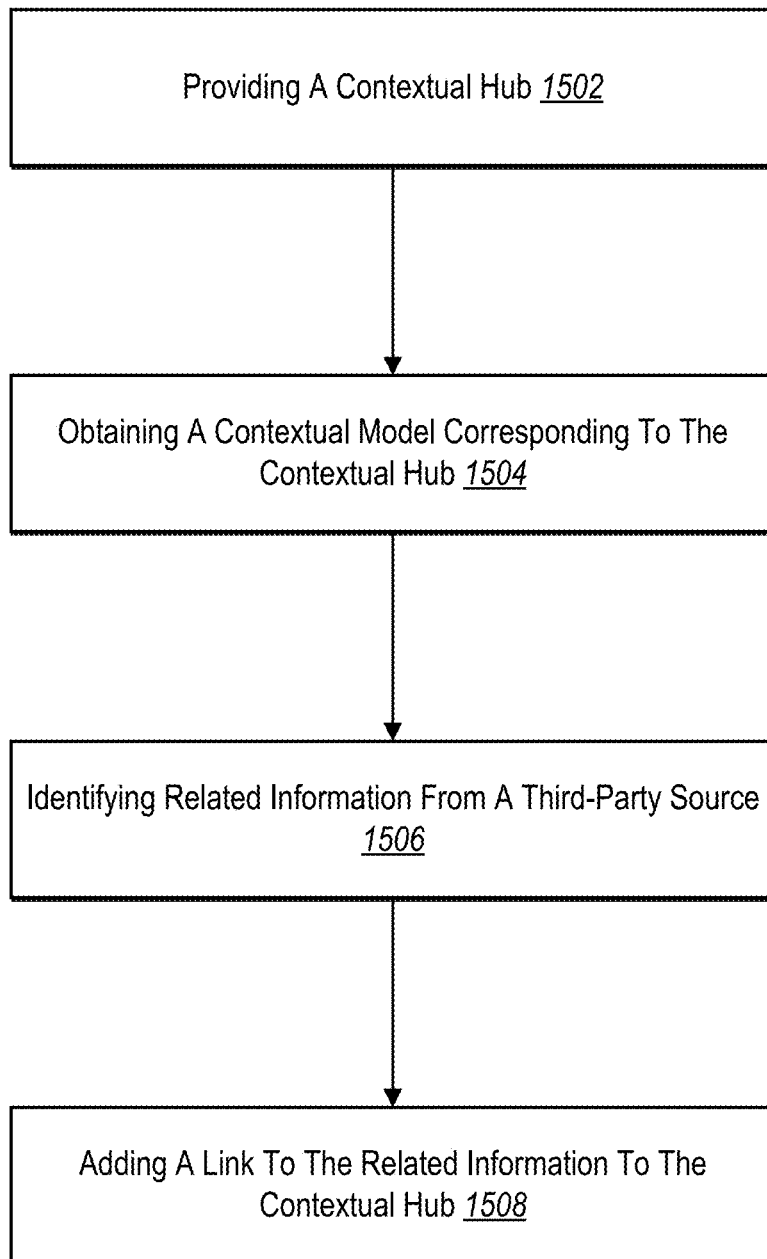 Providing A Contextual Hub 1502
Obtaining A Contextual Model Corresponding To The
Contextual Hub 1504
Identifying Related Information From A Third-Party Source
1506
Adding A Link To The Related Information To The
Contextual Hub 1508